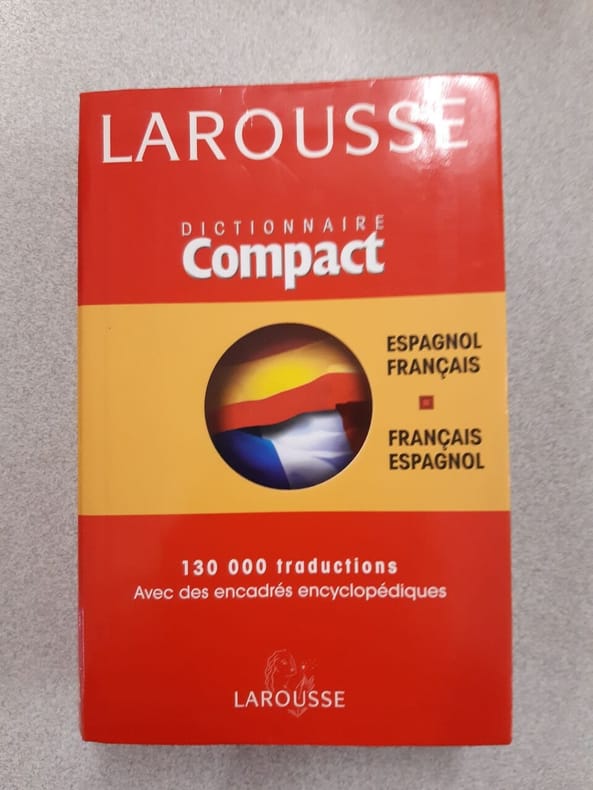 LAROUSSE
DICTIONNAIRE
Compact
ESPAGNOL
FRANÇAIS
FRANÇAIS
ESPAGNOL
130 000 traductions
Avec des encadrés encyclopédiques
LAROUSSE